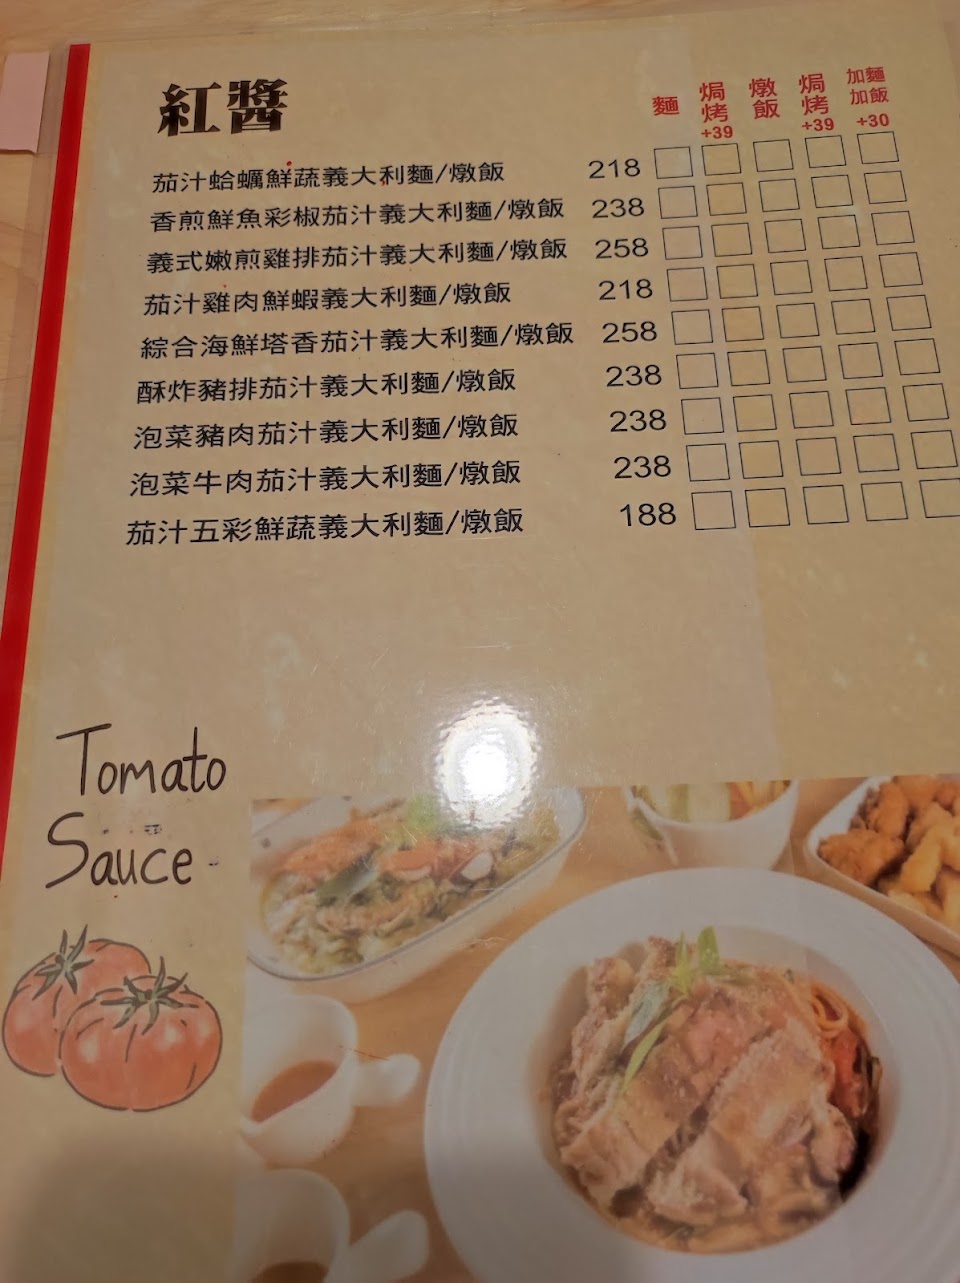 紅醬
麵 焗烤+39 燉飯 焗烤+39 加麵加飯+30
茄汁蛤蠣鮮蔬義大利麵/燉飯 218
香煎鮮魚彩椒茄汁義大利麵/燉飯 238
義式嫩煎雞排茄汁義大利麵/燉飯 258
茄汁雞肉鮮蝦義大利麵/燉飯 218
綜合海鮮塔香茄汁義大利麵/燉飯 258
酥炸豬排茄汁義大利麵/燉飯 238
泡菜豬肉茄汁義大利麵/燉飯 238
泡菜牛肉茄汁義大利麵/燉飯 238
茄汁五彩鮮蔬義大利麵/燉飯 188
Tomato
Sauce